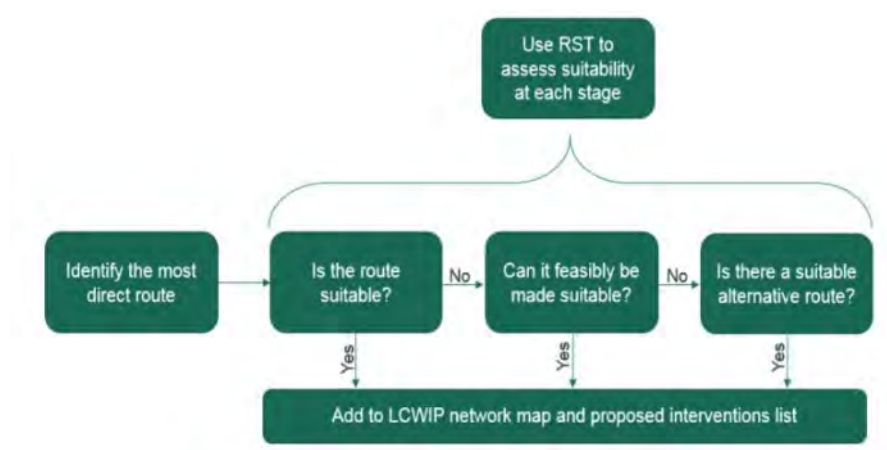 Use RST to
assess suitability
at each stage
Identify the most
direct route
Is the route
suitable?
No
Can it feasibly be
made suitable?
No
Is there a suitable
alternative route?
Yes
Yes
Yes
Add to LCWIP network map and proposed interventions list